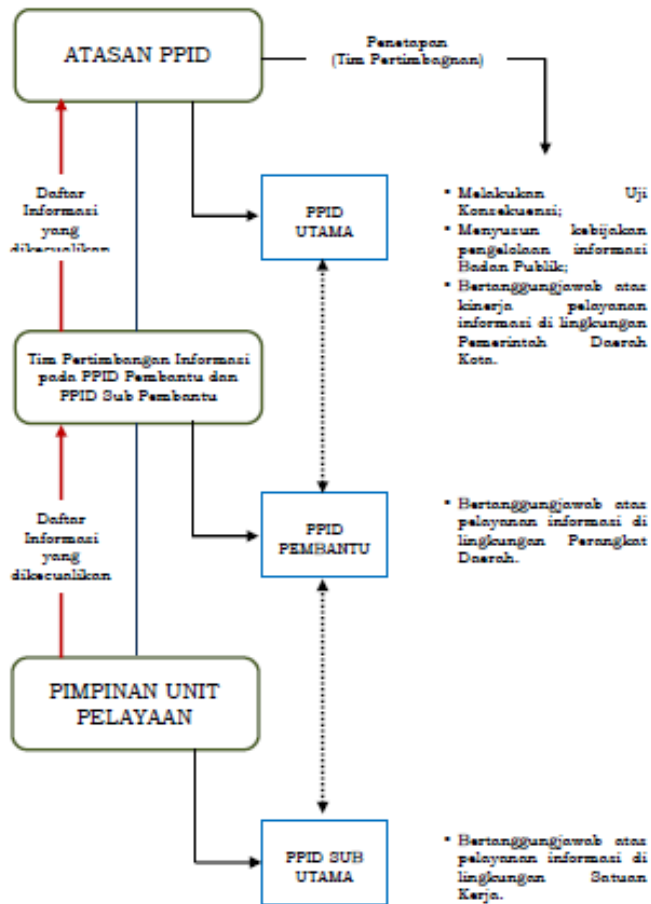 ATASAN PPID
Penetapan
(Tim Pertimbagnan)
Daftar
Informasi
yang
dikecualikan
PPID
UTAMA
▪ Melakukan Uji
Konsekuensi;
▪ Menyusun kebijakan
pengelolaan informasi
Badan Publik;
▪ Bertanggungjawab atas
kinerja pelayanan
informasi di lingkungan
Pemerintah Daerah
Kota.
Tim Pertimbangan Informasi
pada PPID Pembantu dan
PPID Sub Pembantu
Daftar
Informasi
yang
dikecualikan
PPID
PEMBANTU
▪ Bertanggungjawab atas
pelayanan informasi di
lingkungan Perangkat
Daerah.
PIMPINAN UNIT
PELAYAAN
PPID SUB
UTAMA
▪ Bertanggungjawab atas
pelayanan informasi di
lingkungan Satuan
Kerja.